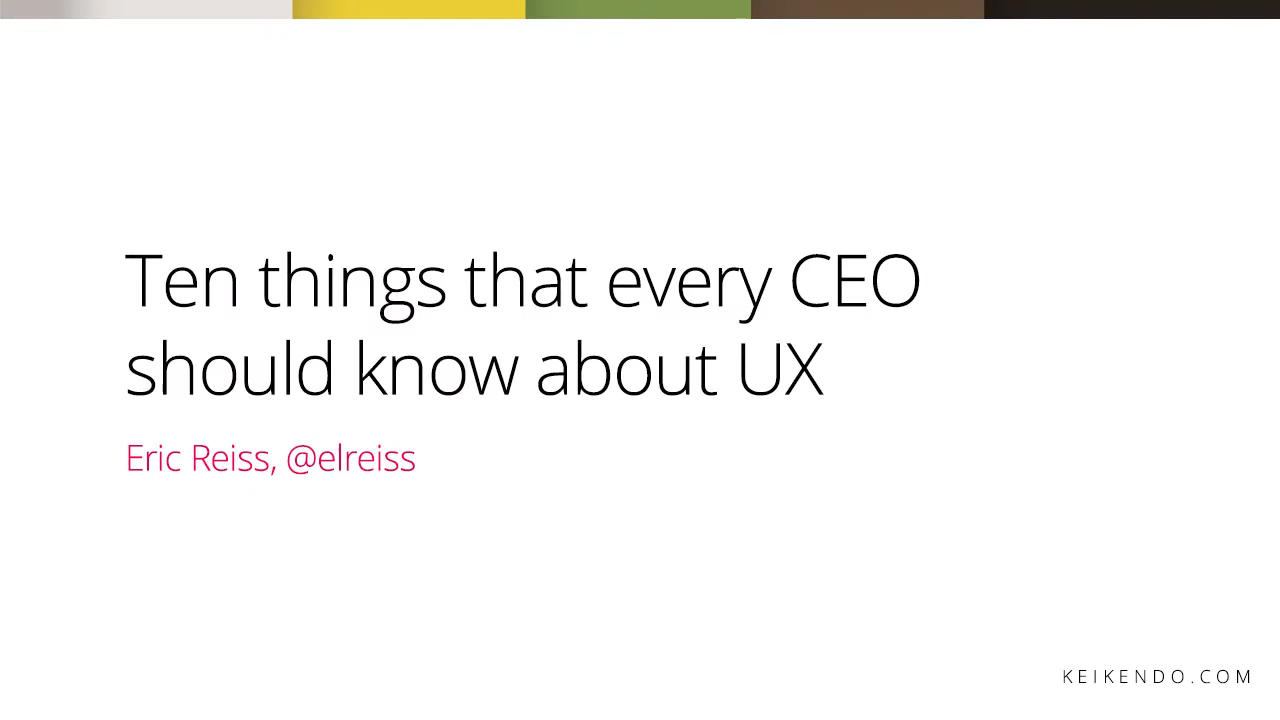 Ten things that every CEO
should know about UX
Eric Reiss, @elreiss
KEIKENDO.COM